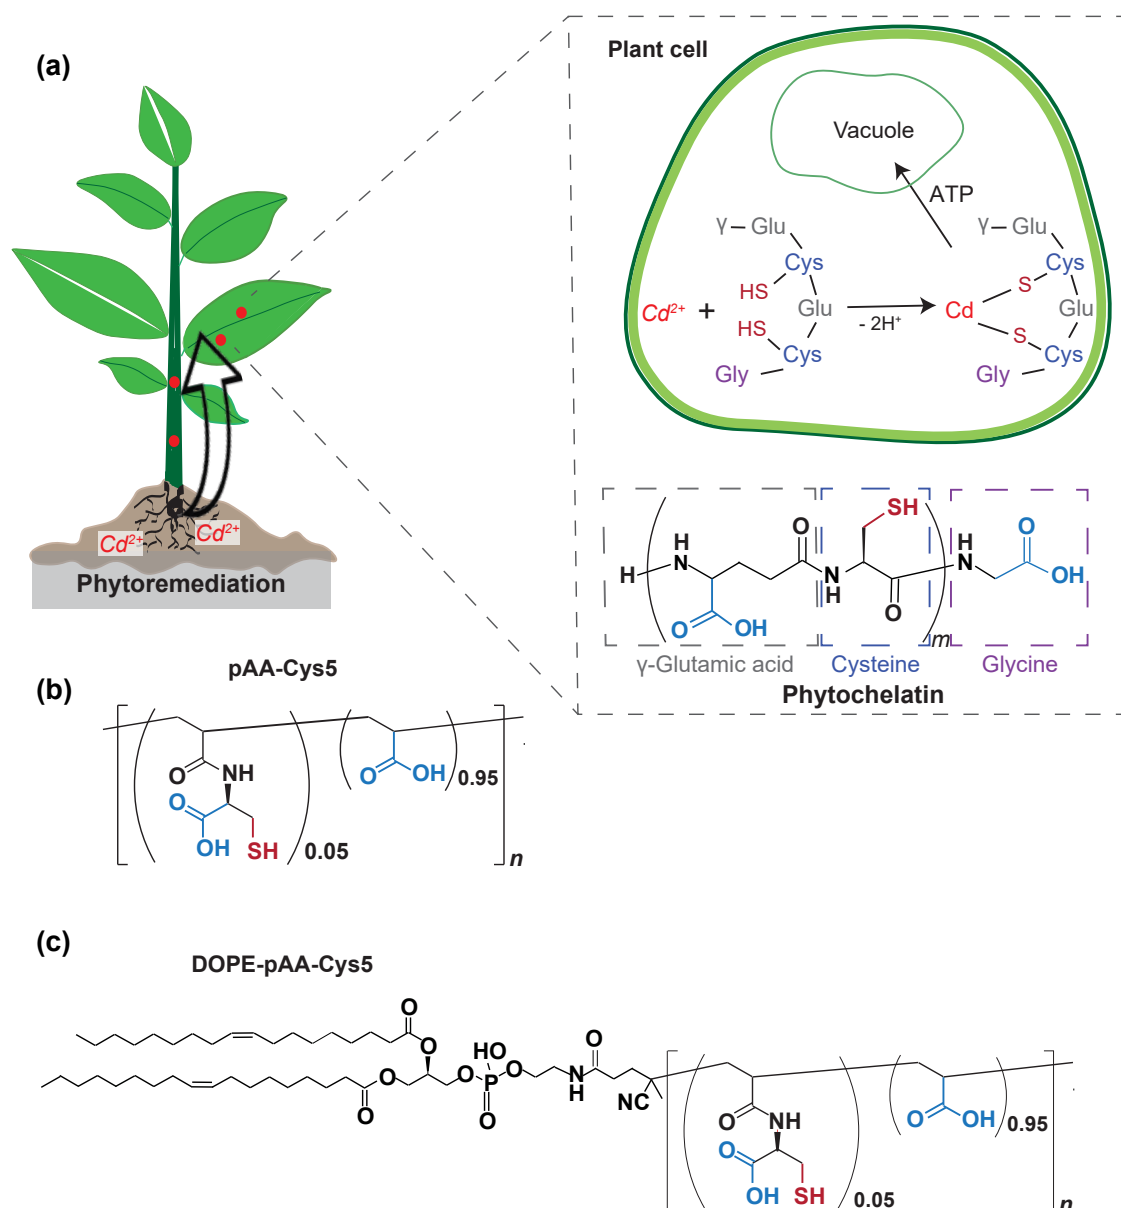 (a)
Plant cell
Vacuole
ATP
γ
Glu
Cys
HS
Cd²⁺ +
Glu
HS
Cys
Gly
- 2H⁺
γ
Glu
Cys
S
Cd
Glu
S
Cys
Gly
Cd²⁺
Cd²⁺
Phytoremediation
SH
O
H
N
H
O
OH
N
H
O
m
H
N
O
OH
γ-Glutamic acid
Cysteine
Glycine
Phytochelatin
(b)
pAA-Cys5
O
NH
O
OH
SH
0.05
O
OH
0.95
n
(c)
DOPE-pAA-Cys5
O
O
O
O
HO
O
P
O
O
O
N
H
NC
O
NH
O
OH
SH
0.05
O
OH
0.95
n